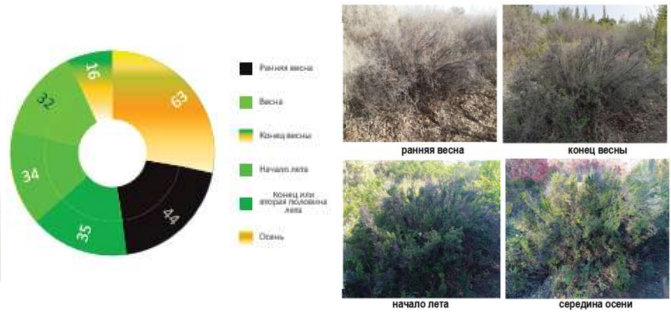 16
63
32
34
35
44
Ранняя весна
Весна
Конец весны
Начало лета
Конец или
вторая половина
лета
Осень
ранняя весна
конец весны
начало лета
середина осени